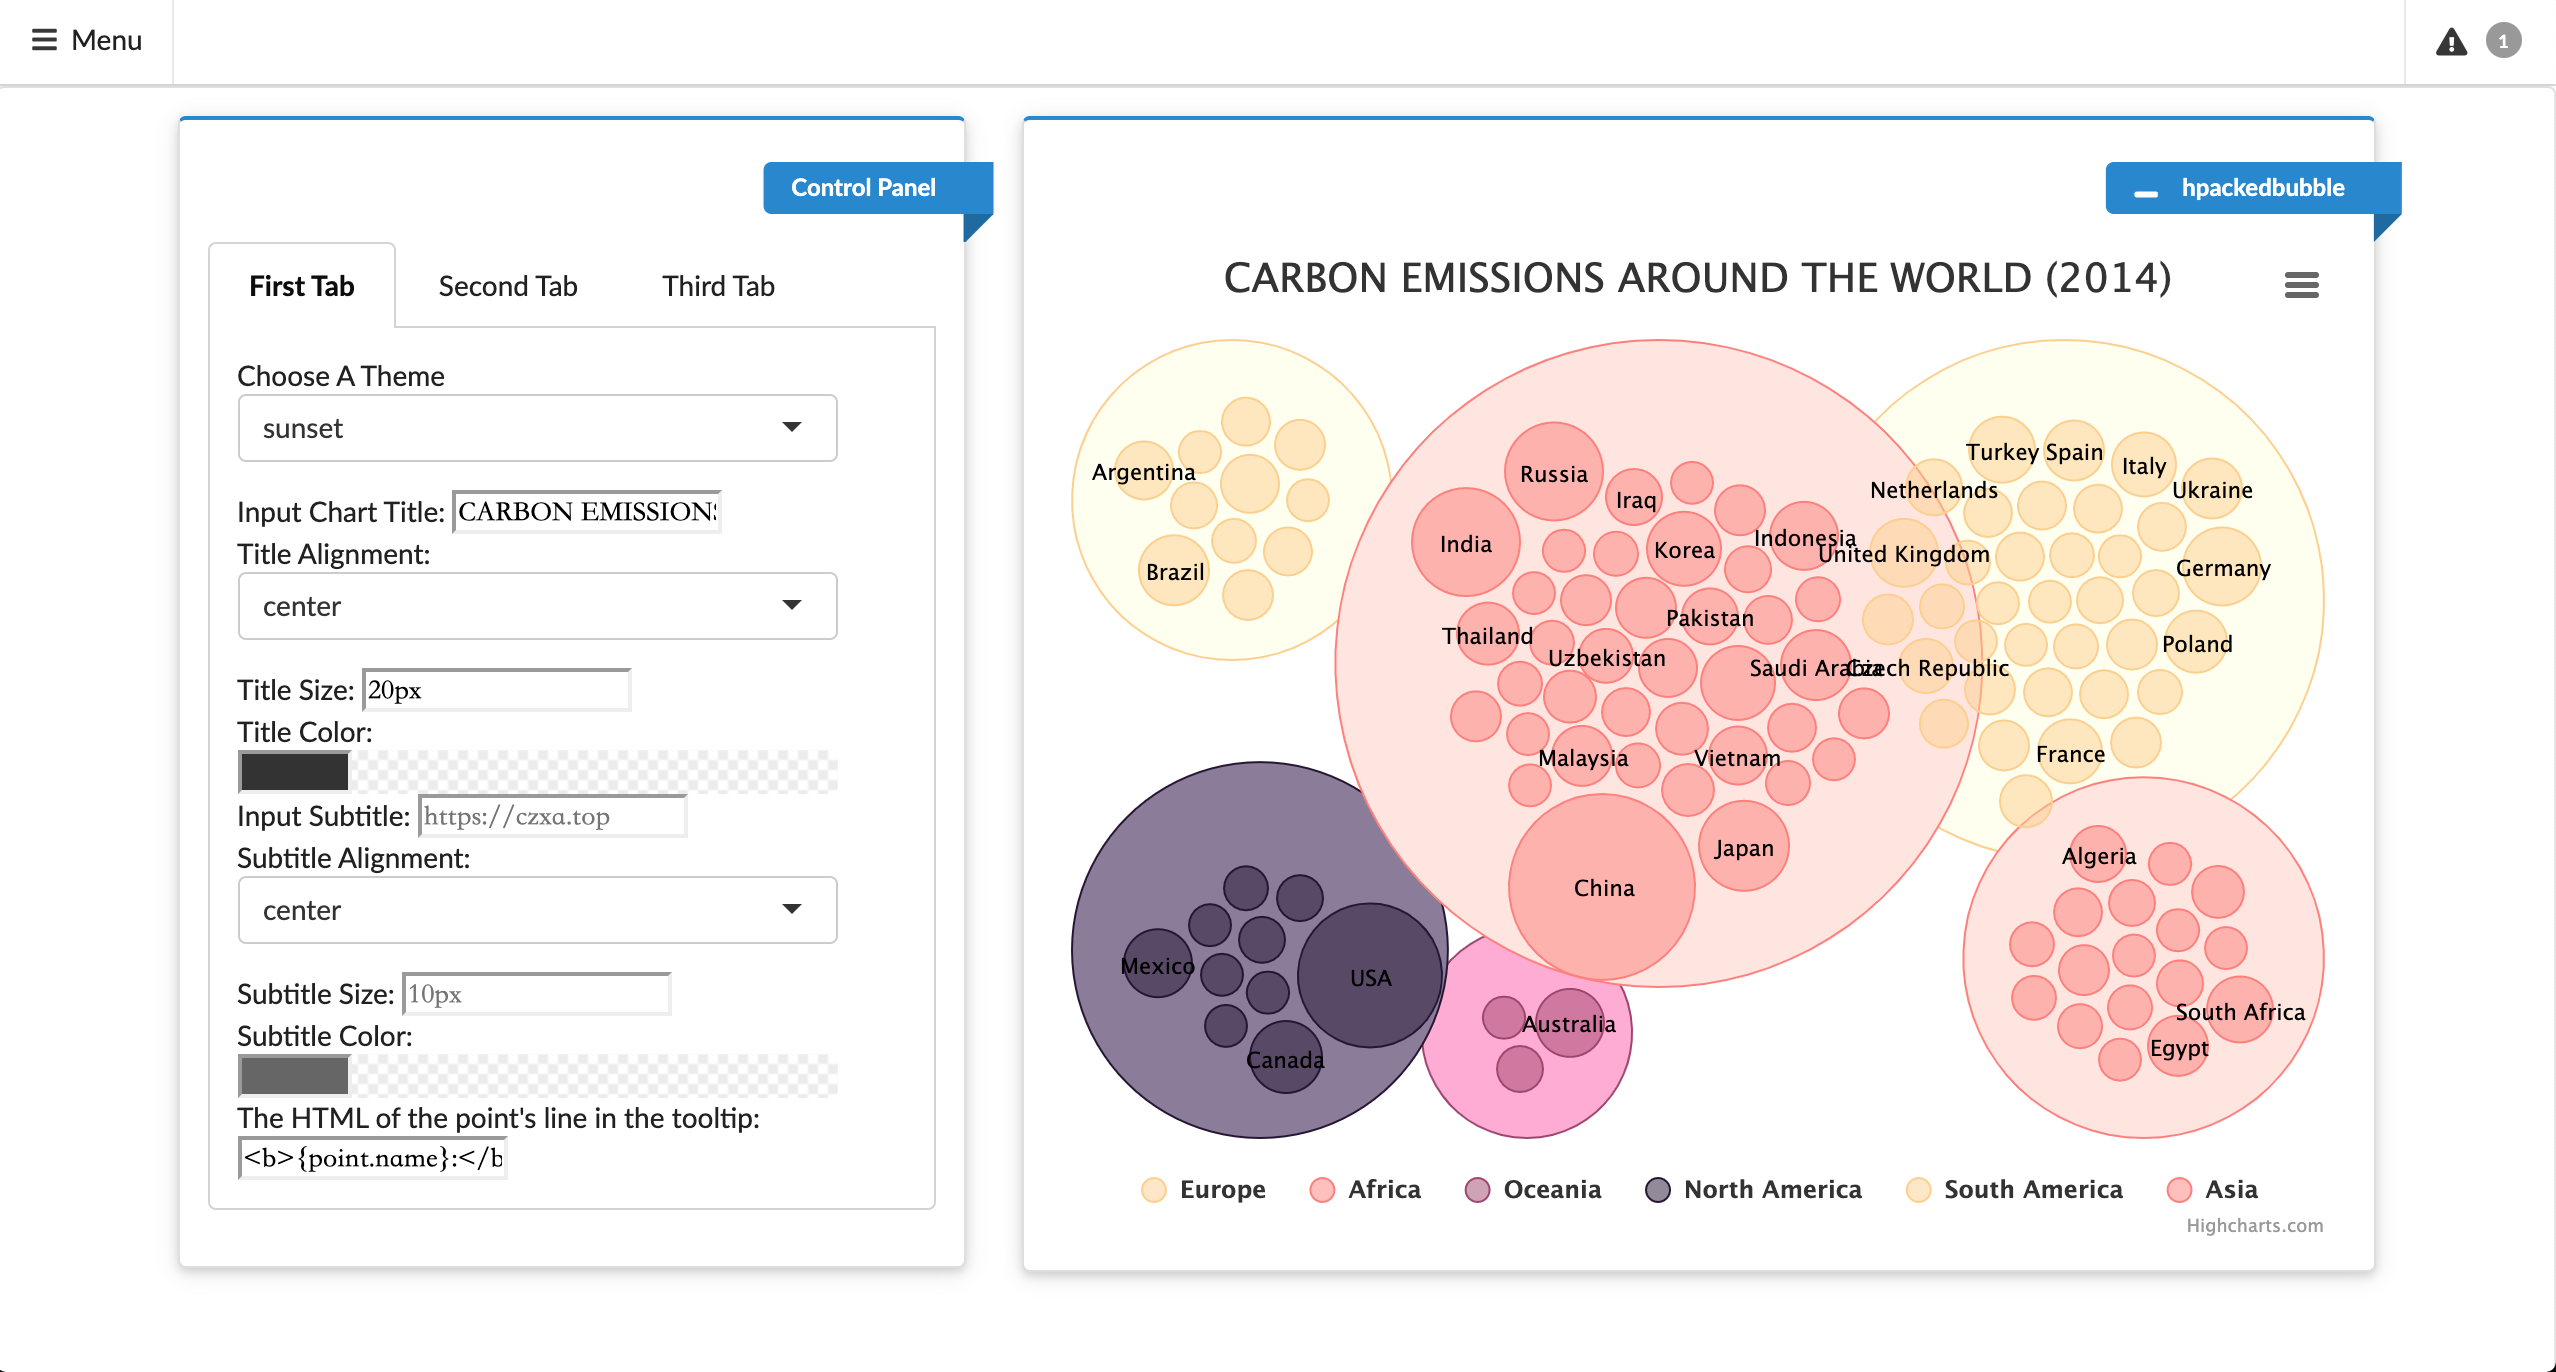 Menu
1
Control Panel
First Tab
Second Tab
Third Tab
Choose A Theme
sunset
Input Chart Title: CARBON EMISSIONS
Title Alignment:
center
Title Size: 20px
Title Color:
Input Subtitle: https://czxa.top
Subtitle Alignment:
center
Subtitle Size: 10px
Subtitle Color:
The HTML of the point's line in the tooltip:
<b>{point.name}:</b
hpackedbubble
CARBON EMISSIONS AROUND THE WORLD (2014)
Argentina
Brazil
Russia
Iraq
India
Korea
Indonesia
Thailand
Pakistan
Uzbekistan
Saudi Arabia
Malaysia
Vietnam
China
Japan
Turkey
Spain
Italy
Netherlands
Ukraine
United Kingdom
Germany
Poland
Czech Republic
France
Mexico
USA
Canada
Australia
Algeria
South Africa
Egypt
Europe
Africa
Oceania
North America
South America
Asia
Highcharts.com